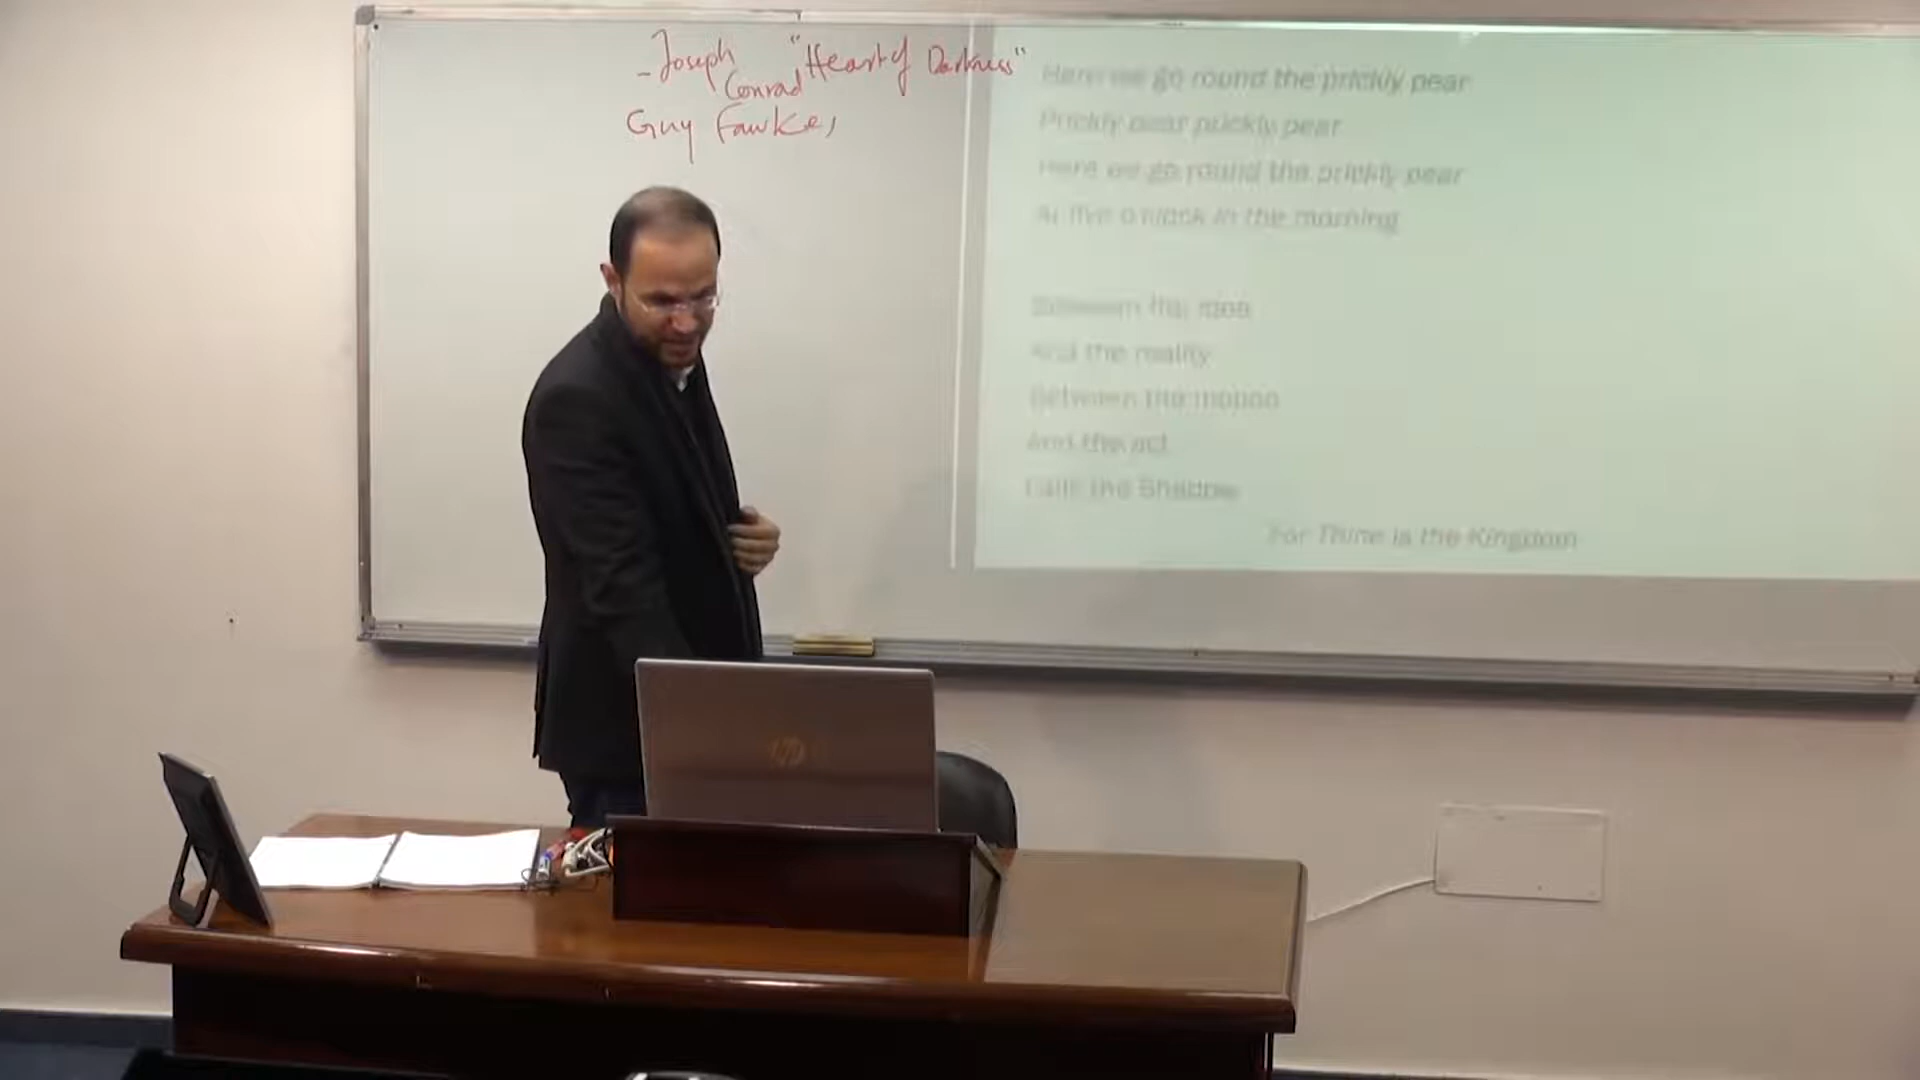 - Joseph "Heart of Darkness"
Conrad
Guy Fawkes
Here we go round the prickly pear
Prickly pear prickly pear
Here we go round the prickly pear
At five o'clock in the morning
Between the idea
And the reality
Between the motion
And the act
Falls the Shadow
For Thine is the Kingdom
hp